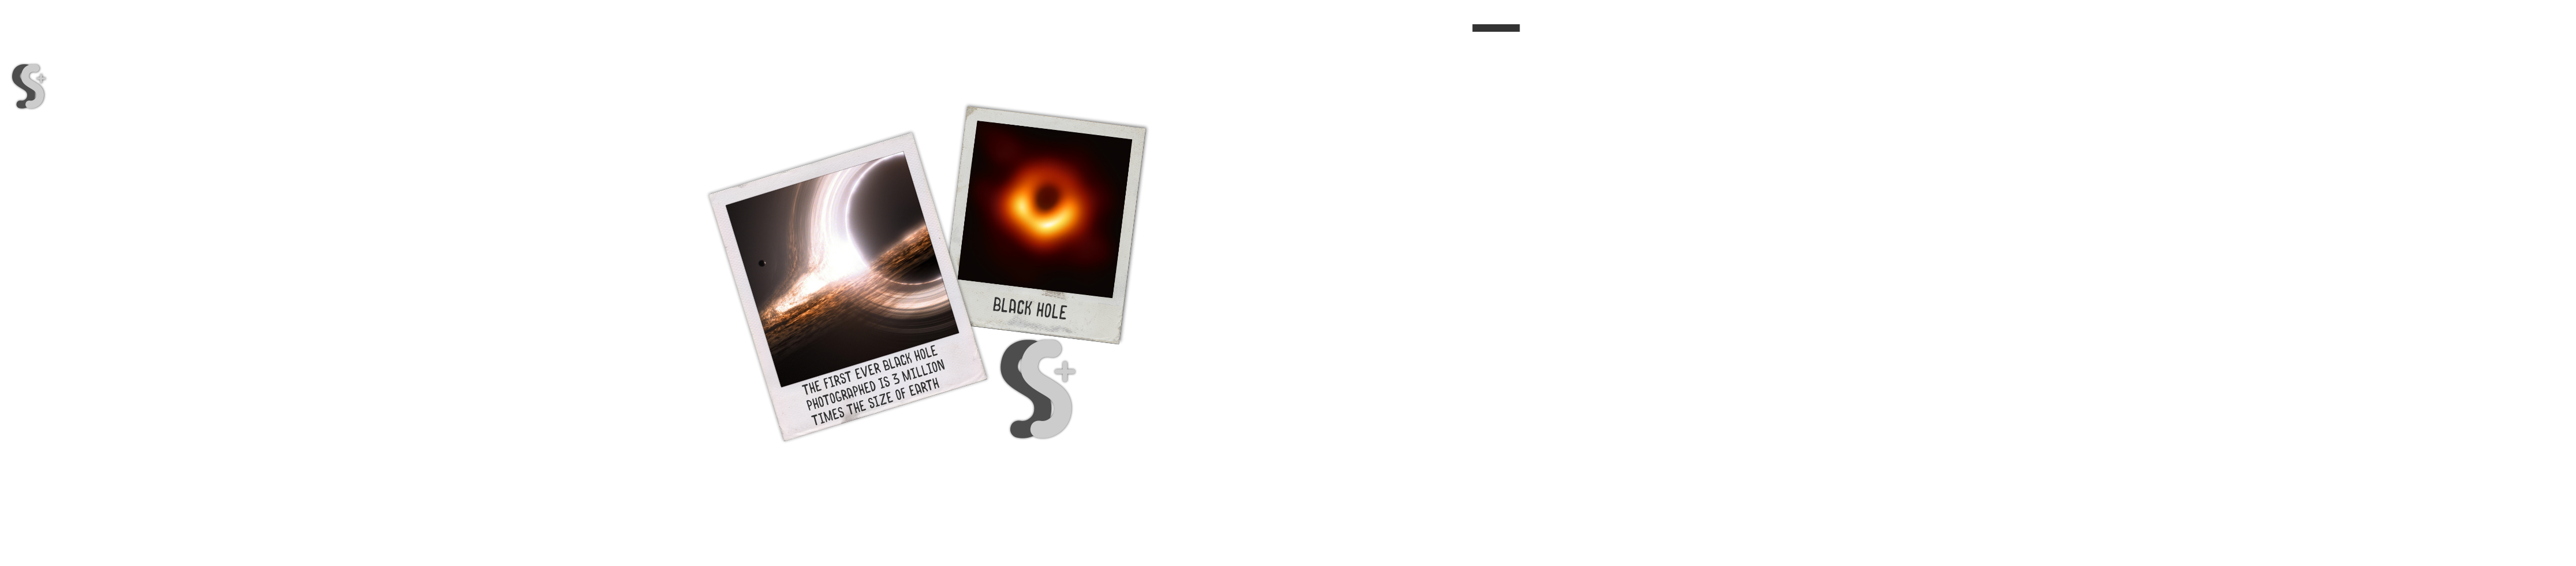 BLACK HOLE
THE FIRST EVER BLACK HOLE
PHOTOGRAPHED IS 3 MILLION
TIMES THE SIZE OF EARTH